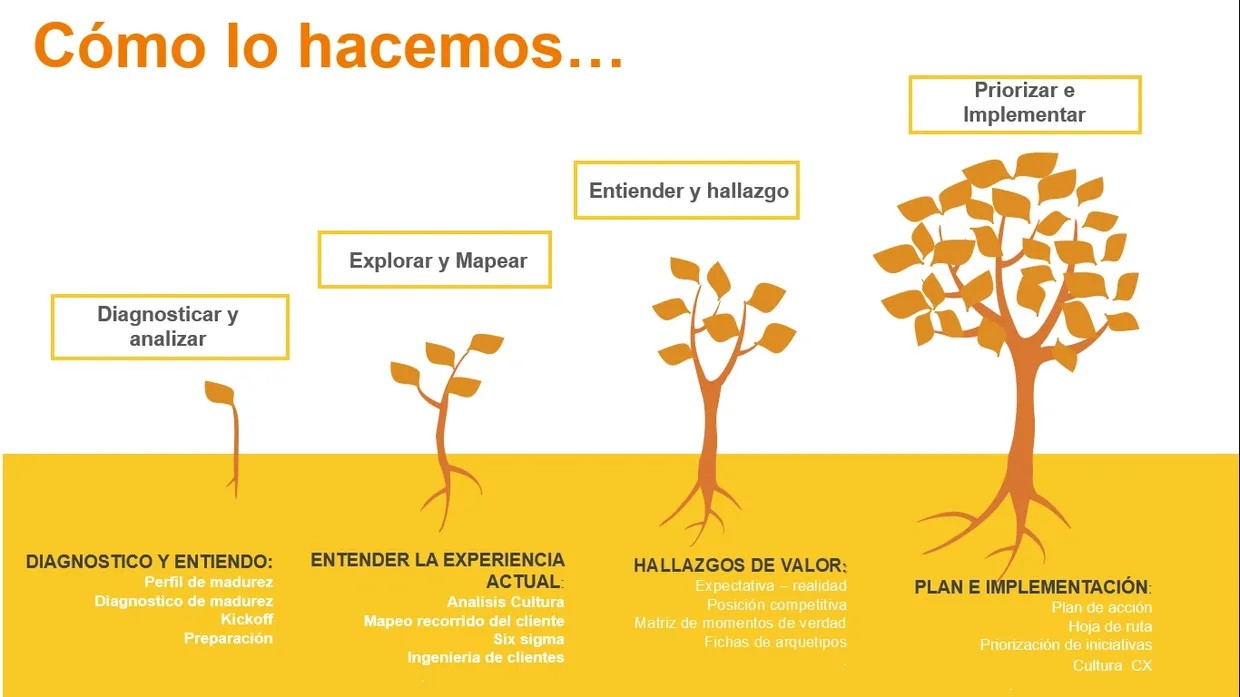 Cómo lo hacemos…
Priorizar e
Implementar
Entiender y hallazgo
Explorar y Mapear
Diagnosticar y
analizar
DIAGNOSTICO Y ENTIENDO:
Perfil de madurez
Diagnostico de madurez
Kickoff
Preparación
ENTENDER LA EXPERIENCIA
ACTUAL:
Analisis Cultura
Mapeo recorrido del cliente
Six sigma
Ingenieria de clientes
HALLAZGOS DE VALOR:
Expectativa – realidad
Posición competitiva
Matriz de momentos de verdad
Fichas de arquetipos
PLAN E IMPLEMENTACIÓN:
Plan de acción
Hoja de ruta
Priorización de iniciativas
Cultura CX